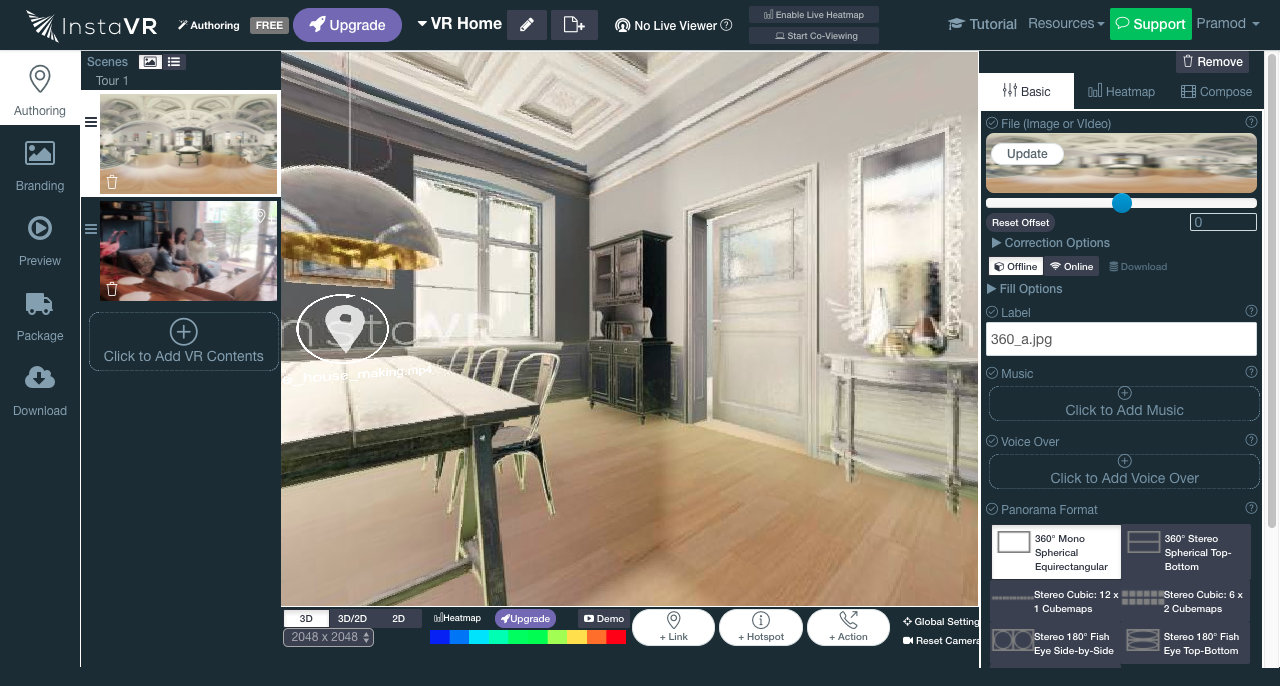 InstaVR
Authoring
FREE
Upgrade
VR Home
No Live Viewer
Enable Live Heatmap
Start Co-Viewing
Tutorial
Resources
Support
Pramod
Authoring
Branding
Preview
Package
Download
Scenes
Tour 1
Click to Add VR Contents
nstaVR
house_making.mp4
3D
3D/2D
2D
Heatmap
Upgrade
Demo
2048 x 2048
+ Link
+ Hotspot
+ Action
Global Setting
Reset Camera
Remove
Basic
Heatmap
Compose
File (Image or VIdeo)
Update
Reset Offset
0
Correction Options
Offline
Online
Download
Fill Options
Label
360_a.jpg
Music
Click to Add Music
Voice Over
Click to Add Voice Over
Panorama Format
360° Mono
Spherical
Equirectangular
360° Stereo
Spherical Top-
Bottom
Stereo Cubic: 12 x
1 Cubemaps
Stereo Cubic: 6 x
2 Cubemaps
Stereo 180° Fish
Eye Side-by-Side
Stereo 180° Fish
Eye Top-Bottom